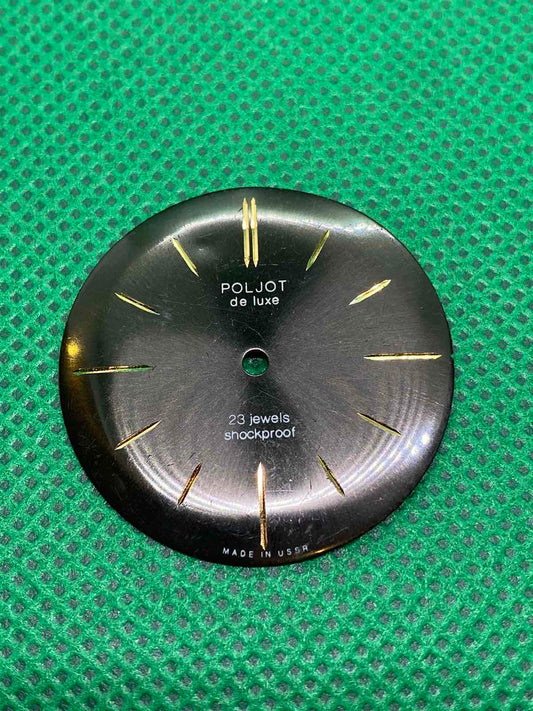 POLJOT
de luxe
23 jewels
shockproof
MADE IN USSR